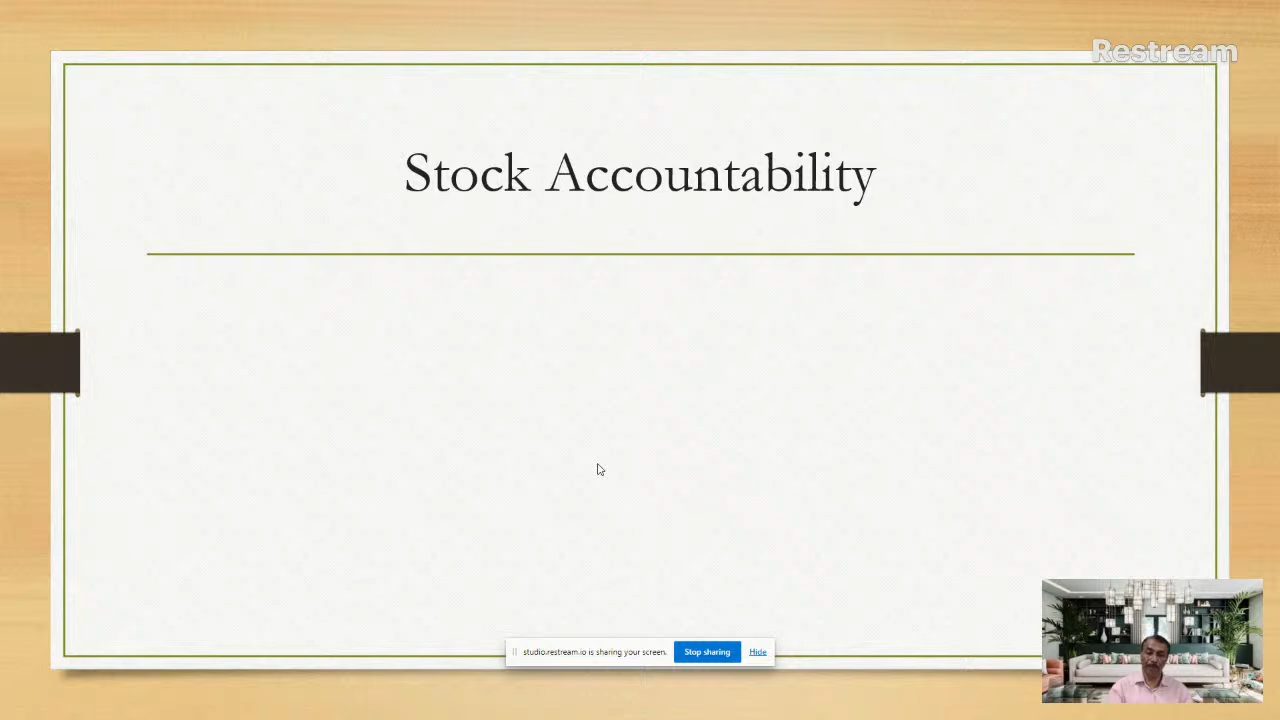 Restream
Stock Accountability
studio.restream.io is sharing your screen.
Stop sharing
Hide